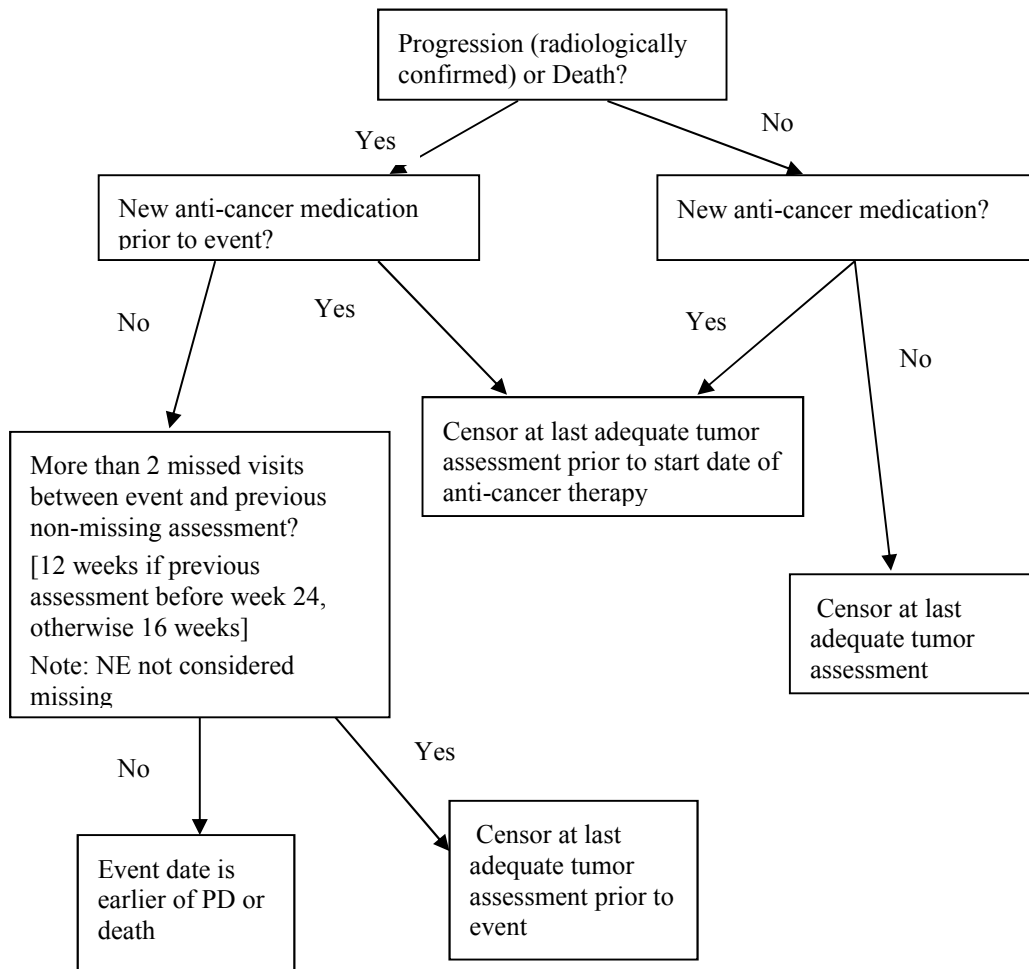 Progression (radiologically
confirmed) or Death?
Yes
No
New anti-cancer medication
prior to event?
New anti-cancer medication?
No
Yes
Yes
No
More than 2 missed visits
between event and previous
non-missing assessment?
[12 weeks if previous
assessment before week 24,
otherwise 16 weeks]
Note: NE not considered
missing
Censor at last adequate tumor
assessment prior to start date of
anti-cancer therapy
Censor at last
adequate tumor
assessment
No
Yes
Event date is
earlier of PD or
death
Censor at last
adequate tumor
assessment prior to
event